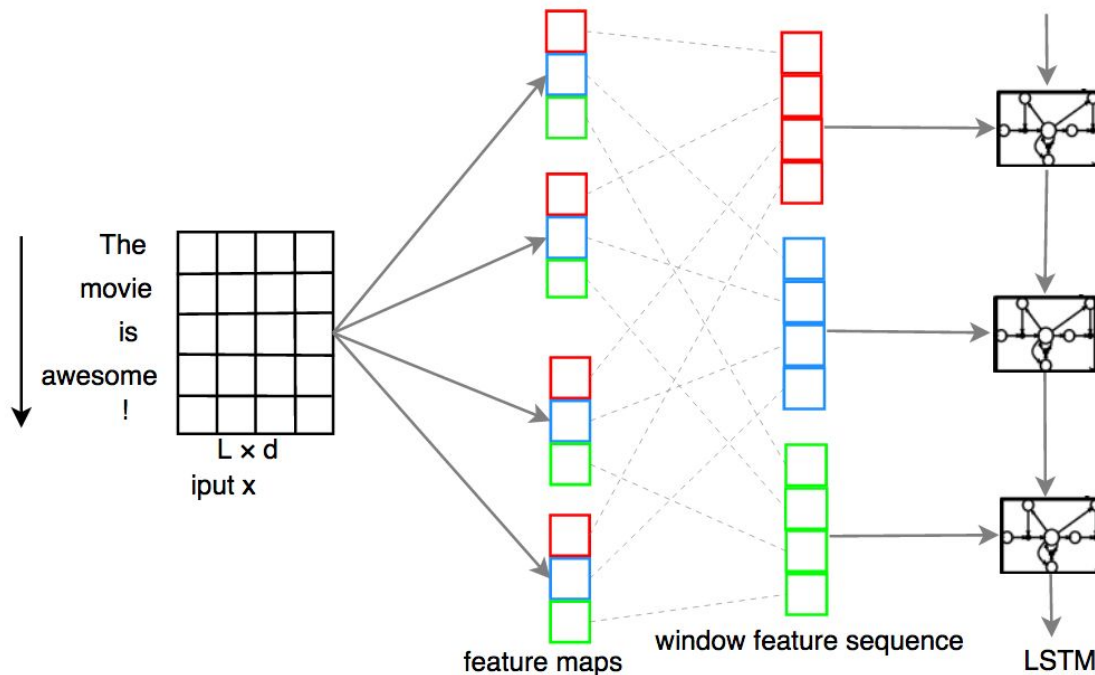 The
movie
is
awesome
!
L × d
iput x
feature maps
window feature sequence
LSTM